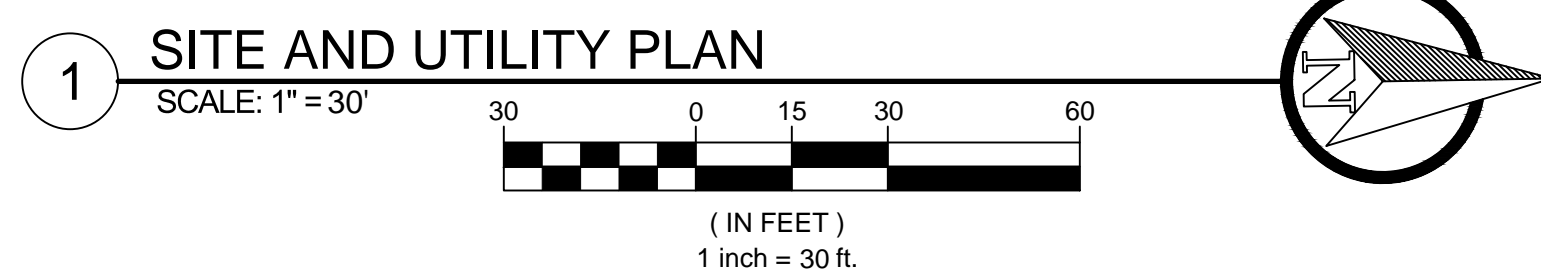 1
SITE AND UTILITY PLAN
SCALE: 1" = 30'
30 0 15 30 60
( IN FEET )
1 inch = 30 ft.
N